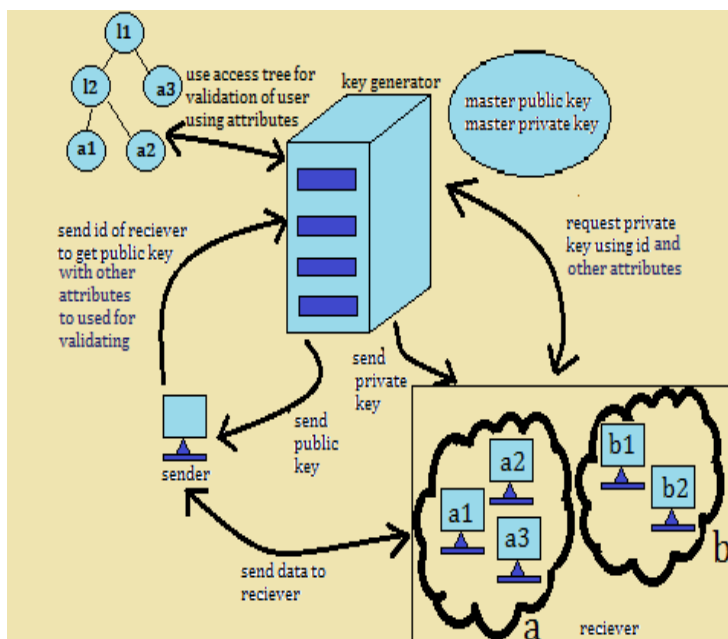 l1
l2
a3
a1
a2
use access tree for
validation of user
using attributes
key generator
master public key
master private key
send id of reciever
to get public key
with other
attributes
to used for
validating
request private
key using id and
other attributes
send
private
key
send
public
key
sender
send data to
reciever
a2
a1
a3
a
b1
b2
b
reciever